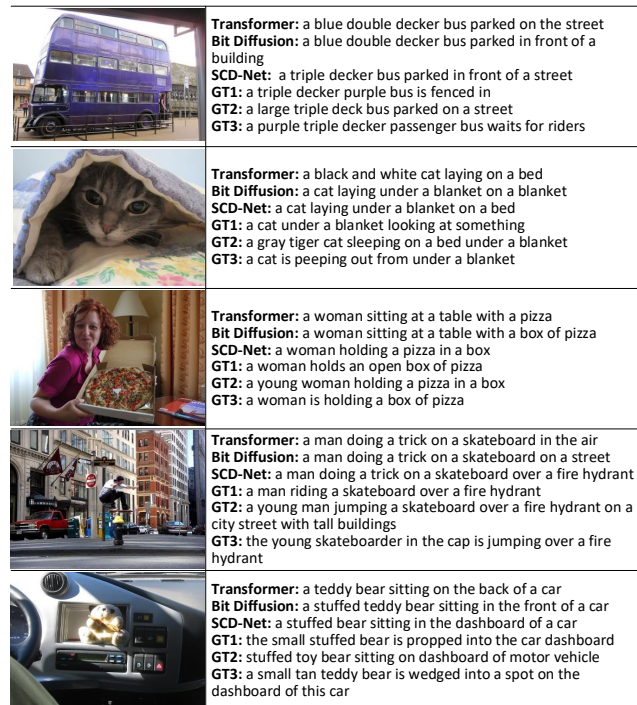 Transformer: a blue double decker bus parked on the street
Bit Diffusion: a blue double decker bus parked in front of a
building
SCD-Net: a triple decker bus parked in front of a street
GT1: a triple decker purple bus is fenced in
GT2: a large triple deck bus parked on a street
GT3: a purple triple decker passenger bus waits for riders
Transformer: a black and white cat laying on a bed
Bit Diffusion: a cat laying under a blanket on a blanket
SCD-Net: a cat laying under a blanket on a bed
GT1: a cat under a blanket looking at something
GT2: a gray tiger cat sleeping on a bed under a blanket
GT3: a cat is peeping out from under a blanket
Transformer: a woman sitting at a table with a pizza
Bit Diffusion: a woman sitting at a table with a box of pizza
SCD-Net: a woman holding a pizza in a box
GT1: a woman holds an open box of pizza
GT2: a young woman holding a pizza in a box
GT3: a woman is holding a box of pizza
Transformer: a man doing a trick on a skateboard in the air
Bit Diffusion: a man doing a trick on a skateboard on a street
SCD-Net: a man doing a trick on a skateboard over a fire hydrant
GT1: a man riding a skateboard over a fire hydrant
GT2: a young man jumping a skateboard over a fire hydrant on a
city street with tall buildings
GT3: the young skateboarder in the cap is jumping over a fire
hydrant
Transformer: a teddy bear sitting on the back of a car
Bit Diffusion: a stuffed teddy bear sitting in the front of a car
SCD-Net: a stuffed bear sitting in the dashboard of a car
GT1: the small stuffed bear is propped into the car dashboard
GT2: stuffed toy bear sitting on dashboard of motor vehicle
GT3: a small tan teddy bear is wedged into a spot on the
dashboard of this car